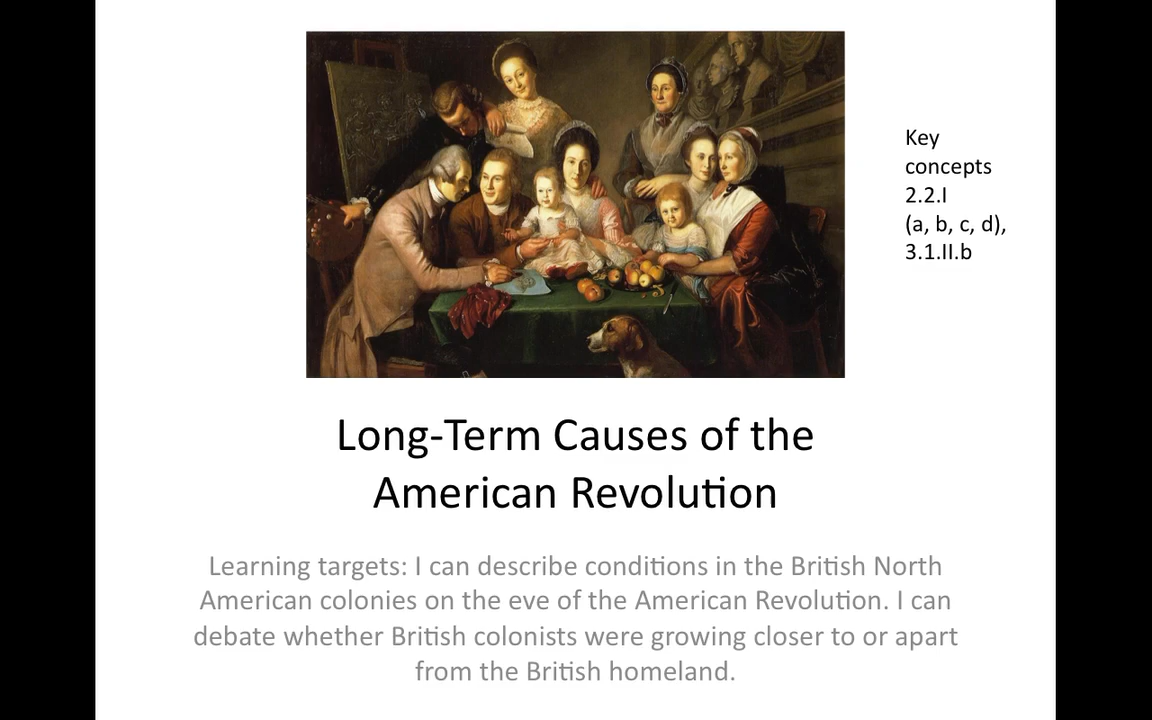 Key
concepts
2.2.I
(a, b, c, d),
3.1.II.b
Long-Term Causes of the
American Revolution
Learning targets: I can describe conditions in the British North
American colonies on the eve of the American Revolution. I can
debate whether British colonists were growing closer to or apart
from the British homeland.